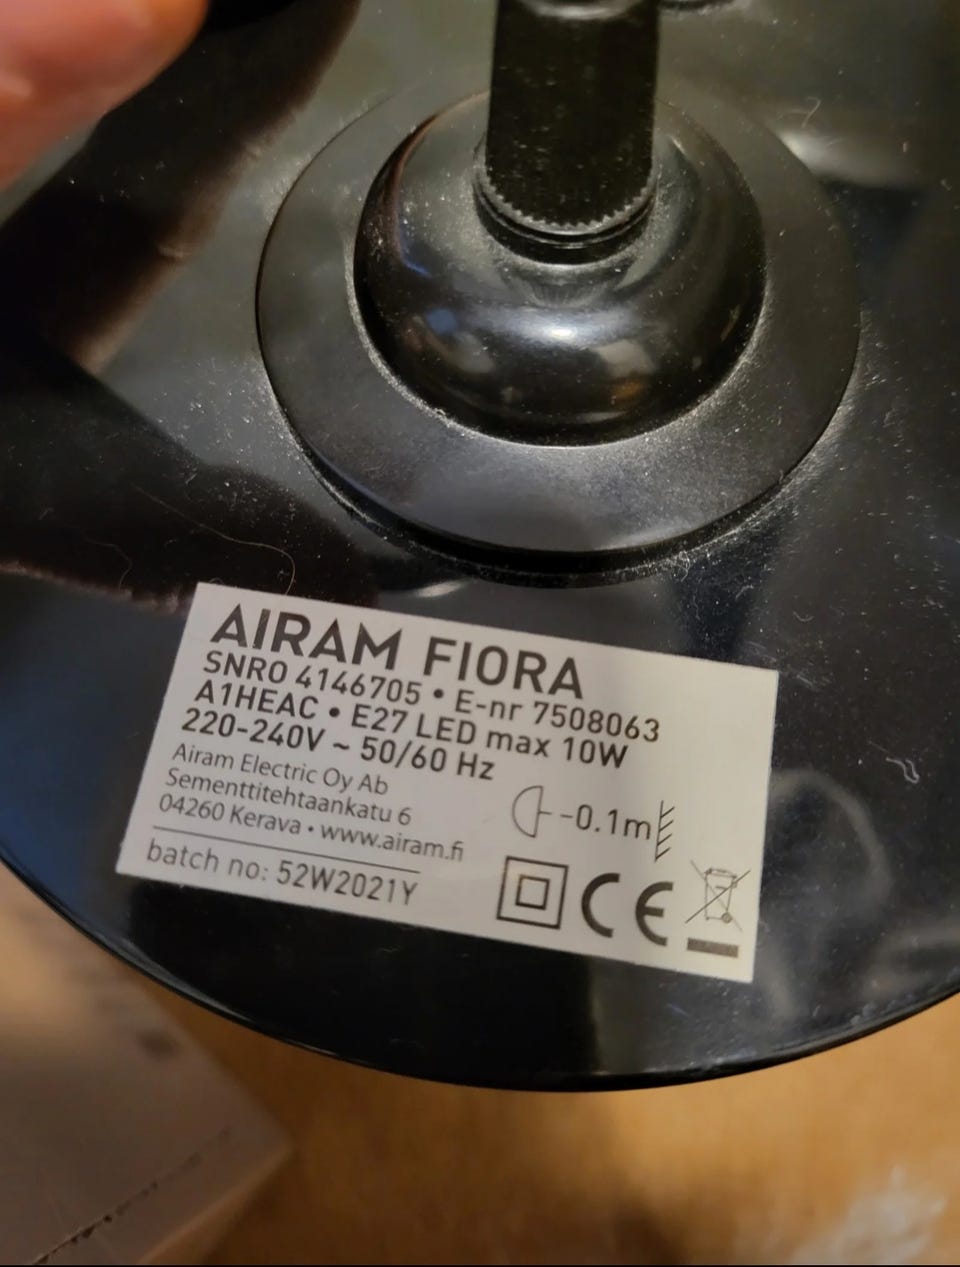 AIRAM FIORA
SNRO 4146705 • E-nr 7508063
A1HEAC • E27 LED max 10W
220-240V ~ 50/60 Hz
Airam Electric Oy Ab
Sementtitehtaankatu 6
04260 Kerava • www.airam.fi
-0.1m
batch no: 52W2021Y
CE